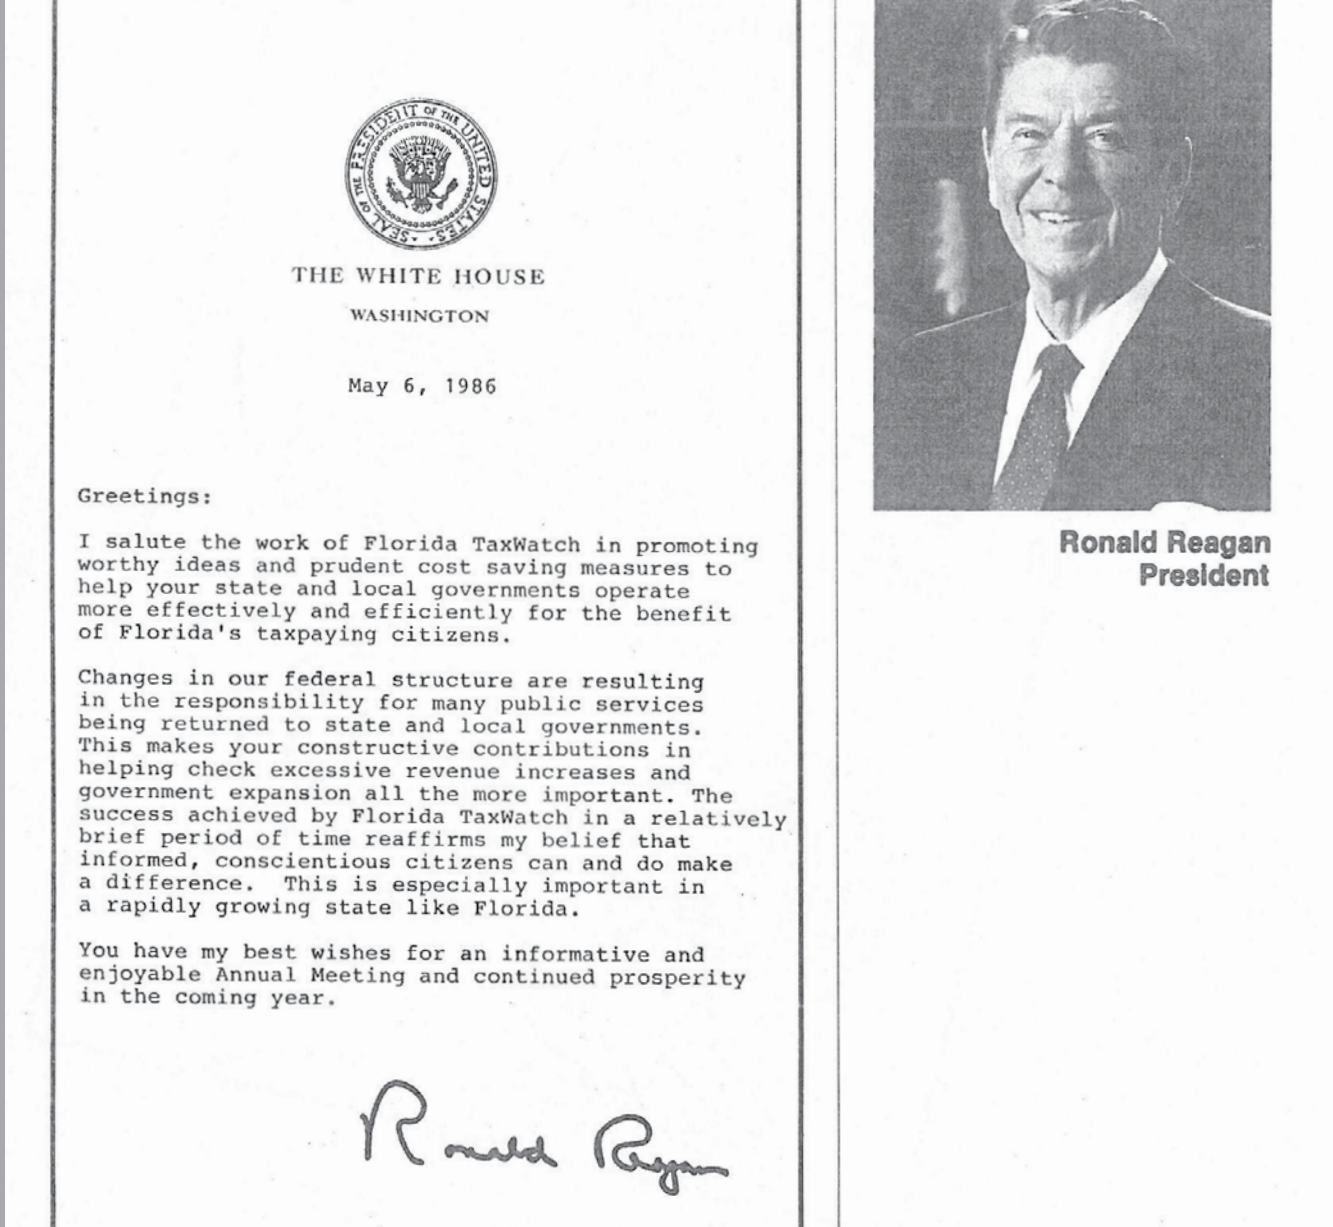 SEAL OF THE PRESIDENT OF THE UNITED STATES
THE WHITE HOUSE
WASHINGTON
May 6, 1986
Greetings:
I salute the work of Florida TaxWatch in promoting
worthy ideas and prudent cost saving measures to
help your state and local governments operate
more effectively and efficiently for the benefit
of Florida's taxpaying citizens.
Changes in our federal structure are resulting
in the responsibility for many public services
being returned to state and local governments.
This makes your constructive contributions in
helping check excessive revenue increases and
government expansion all the more important. The
success achieved by Florida TaxWatch in a relatively
brief period of time reaffirms my belief that
informed, conscientious citizens can and do make
a difference.  This is especially important in
a rapidly growing state like Florida.
You have my best wishes for an informative and
enjoyable Annual Meeting and continued prosperity
in the coming year.
Ronald Reagan
Ronald Reagan
President